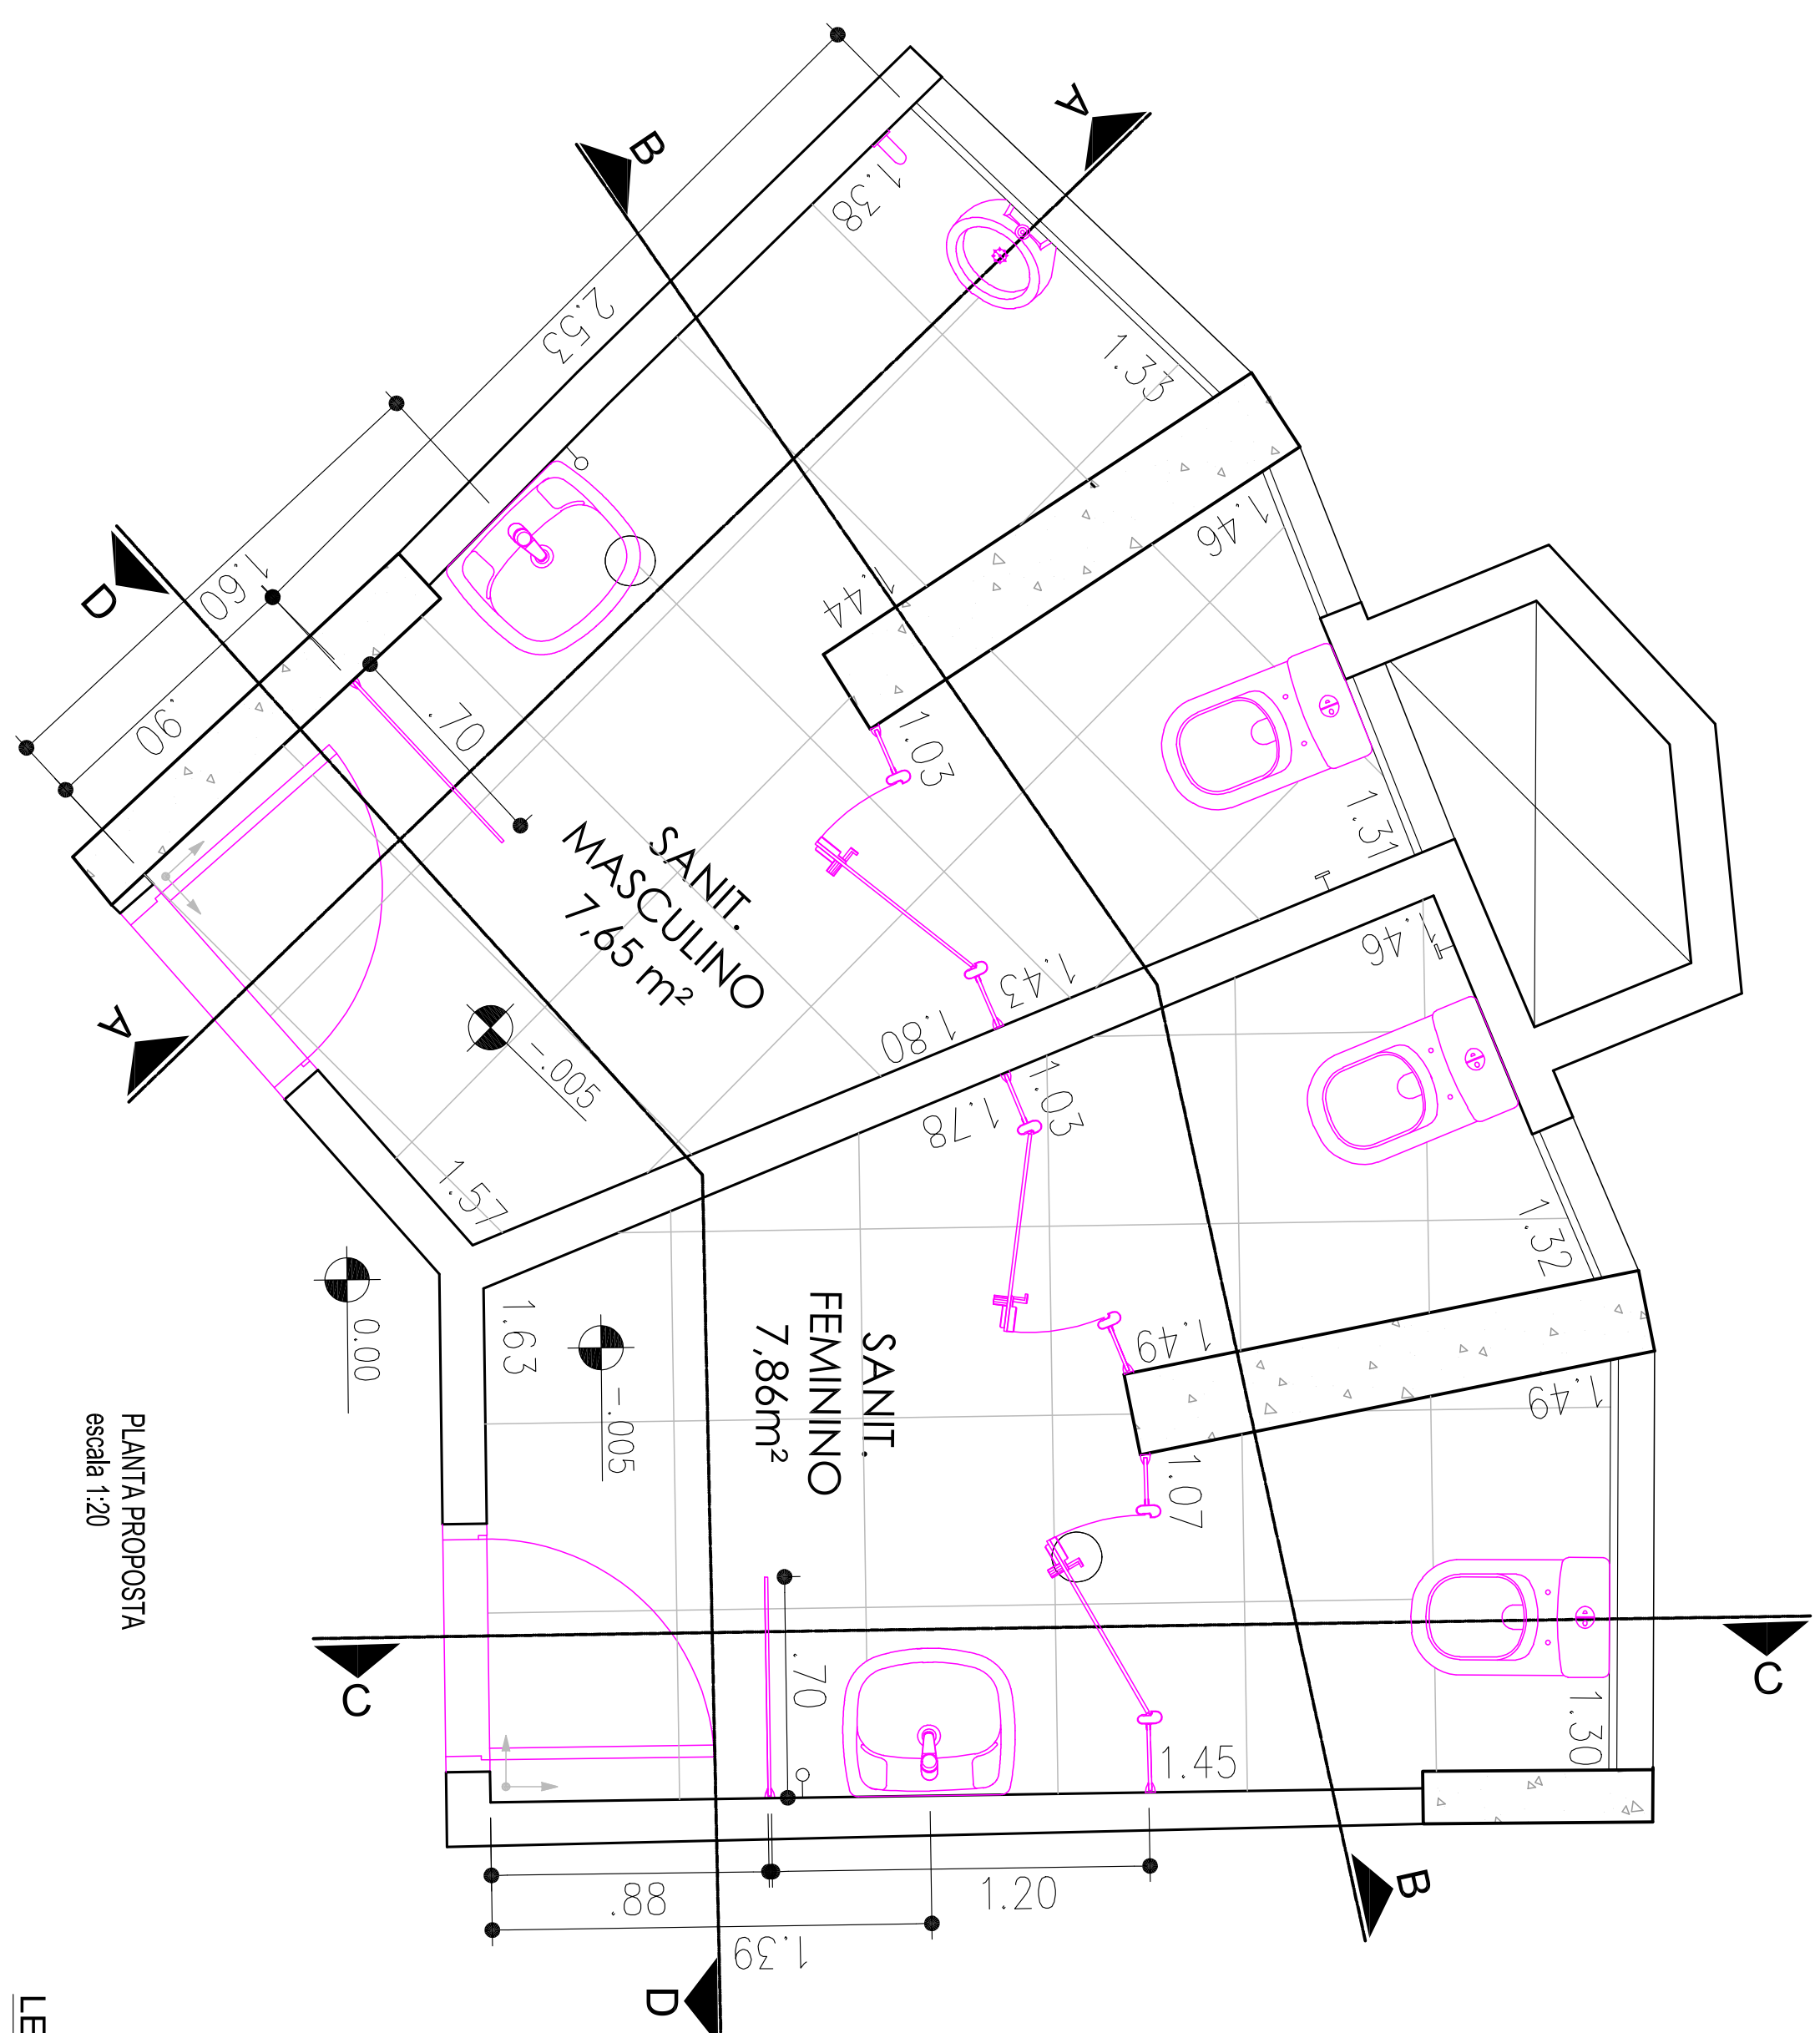 A
B
1.38
1.33
2.53
1.46
1.44
D
1.60
.90
.70
1.03
1.31
SANIT.
MASCULINO
7,65 m²
1.46
1.43
1.80
A
-.005
1.03
1.78
1.57
1.32
0.00
1.63
-.005
SANIT.
FEMININO
7,86m²
1.49
1.49
1.07
PLANTA PROPOSTA
escala 1:20
C
.70
C
1.30
1.45
B
.88
1.20
1.39
D
LE